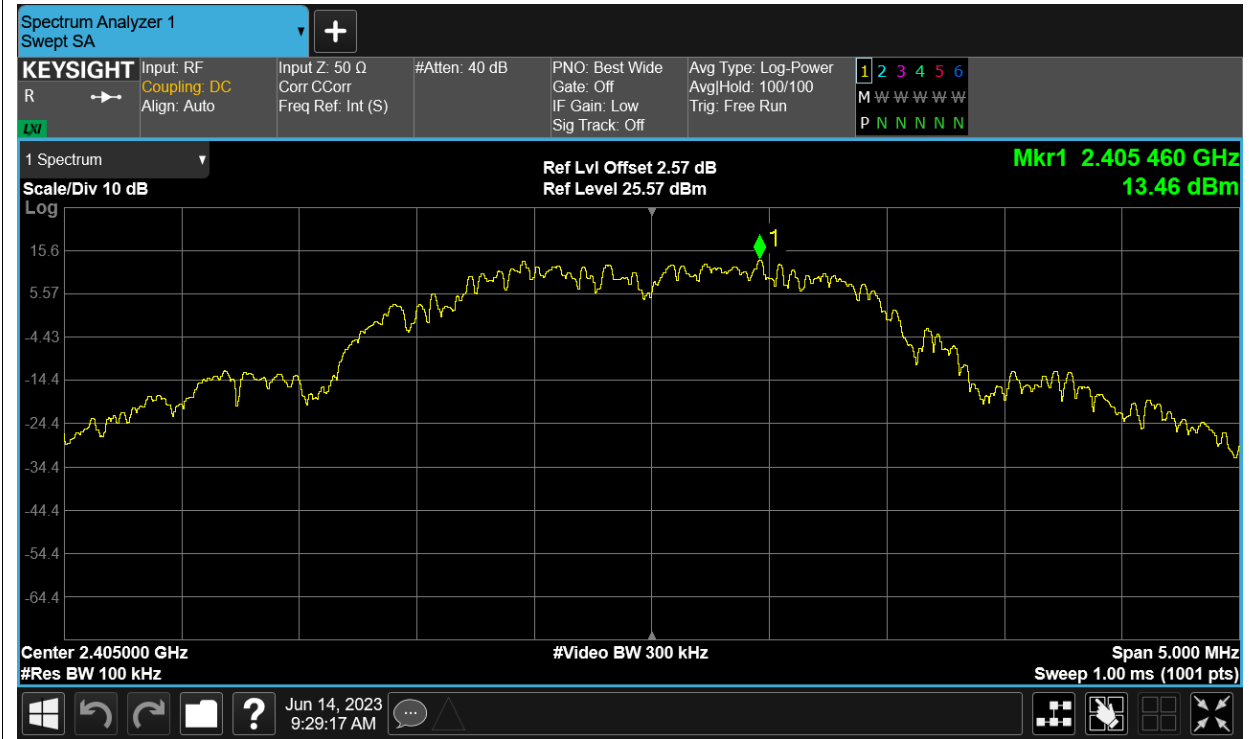 Spectrum Analyzer 1
Swept SA
+
KEYSIGHT
R
LXI
Input: RF
Coupling: DC
Align: Auto
Input Z: 50 Ω
Corr CCorr
Freq Ref: Int (S)
#Atten: 40 dB
PNO: Best Wide
Gate: Off
IF Gain: Low
Sig Track: Off
Avg Type: Log-Power
Avg|Hold: 100/100
Trig: Free Run
1 2 3 4 5 6
M W W W W W W
P N N N N N N
1 Spectrum
Scale/Div 10 dB
Ref Lvl Offset 2.57 dB
Ref Level 25.57 dBm
Mkr1 2.405 460 GHz
13.46 dBm
Log
1
15.6
5.57
-4.43
-14.4
-24.4
-34.4
-44.4
-54.4
-64.4
Center 2.405000 GHz
#Video BW 300 kHz
Span 5.000 MHz
#Res BW 100 kHz
Sweep 1.00 ms (1001 pts)
?
Jun 14, 2023
9:29:17 AM